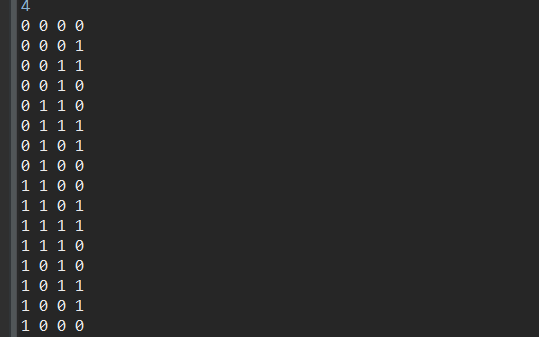 4
0 0 0 0
0 0 0 1
0 0 1 1
0 0 1 0
0 1 1 0
0 1 1 1
0 1 0 1
0 1 0 0
1 1 0 0
1 1 0 1
1 1 1 1
1 1 1 0
1 0 1 0
1 0 1 1
1 0 0 1
1 0 0 0